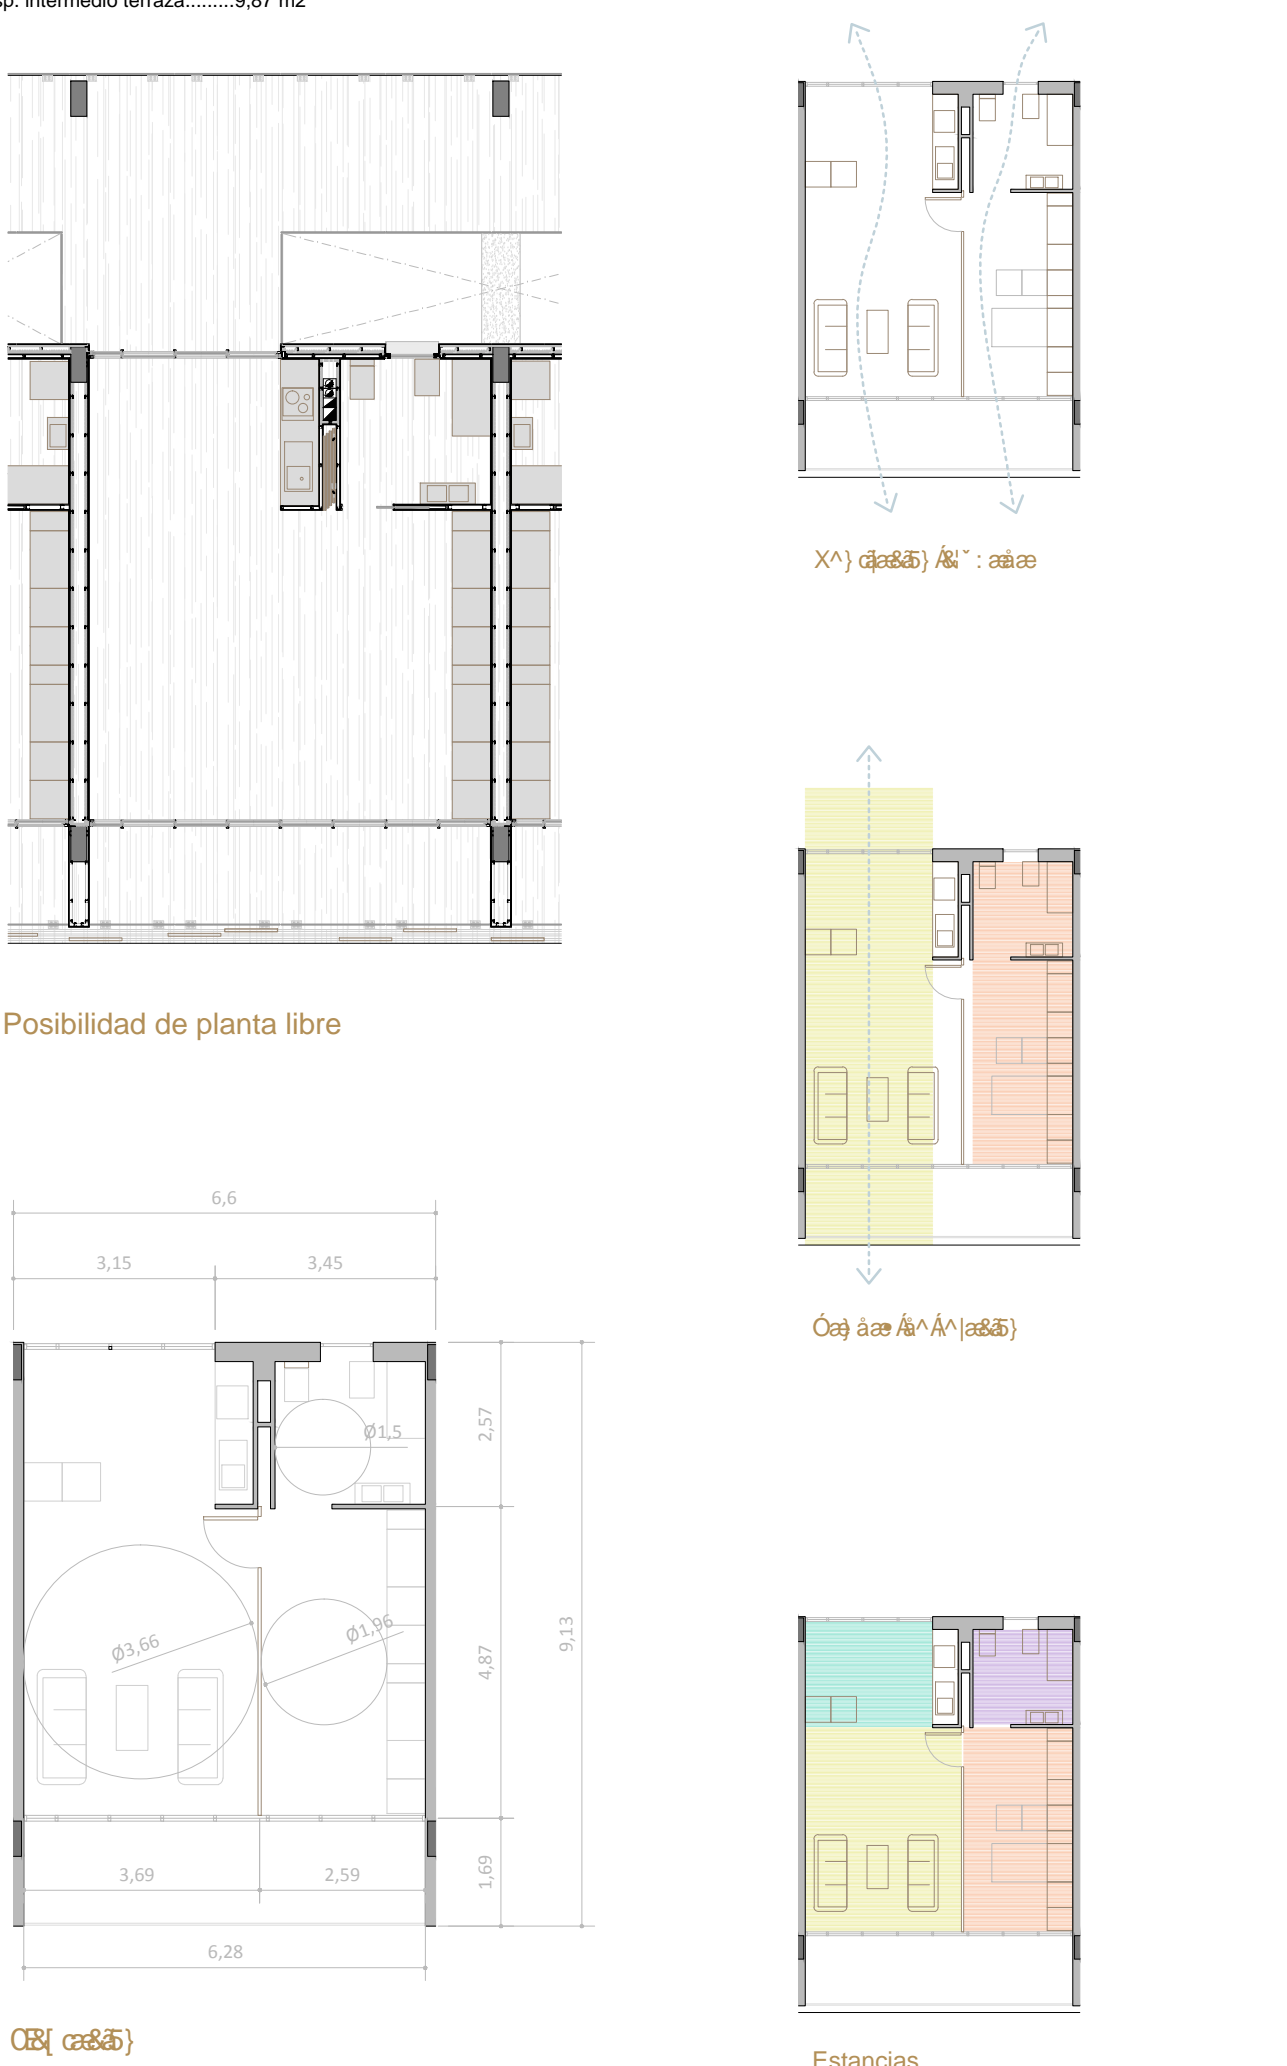 sp. intermedio terraza.........9,87 m2
Posibilidad de planta libre
6,6
3,15
3,45
Ø1,5
2,57
Ø3,66
Ø1,96
4,87
9,13
3,69
2,59
1,69
6,28
Estancias